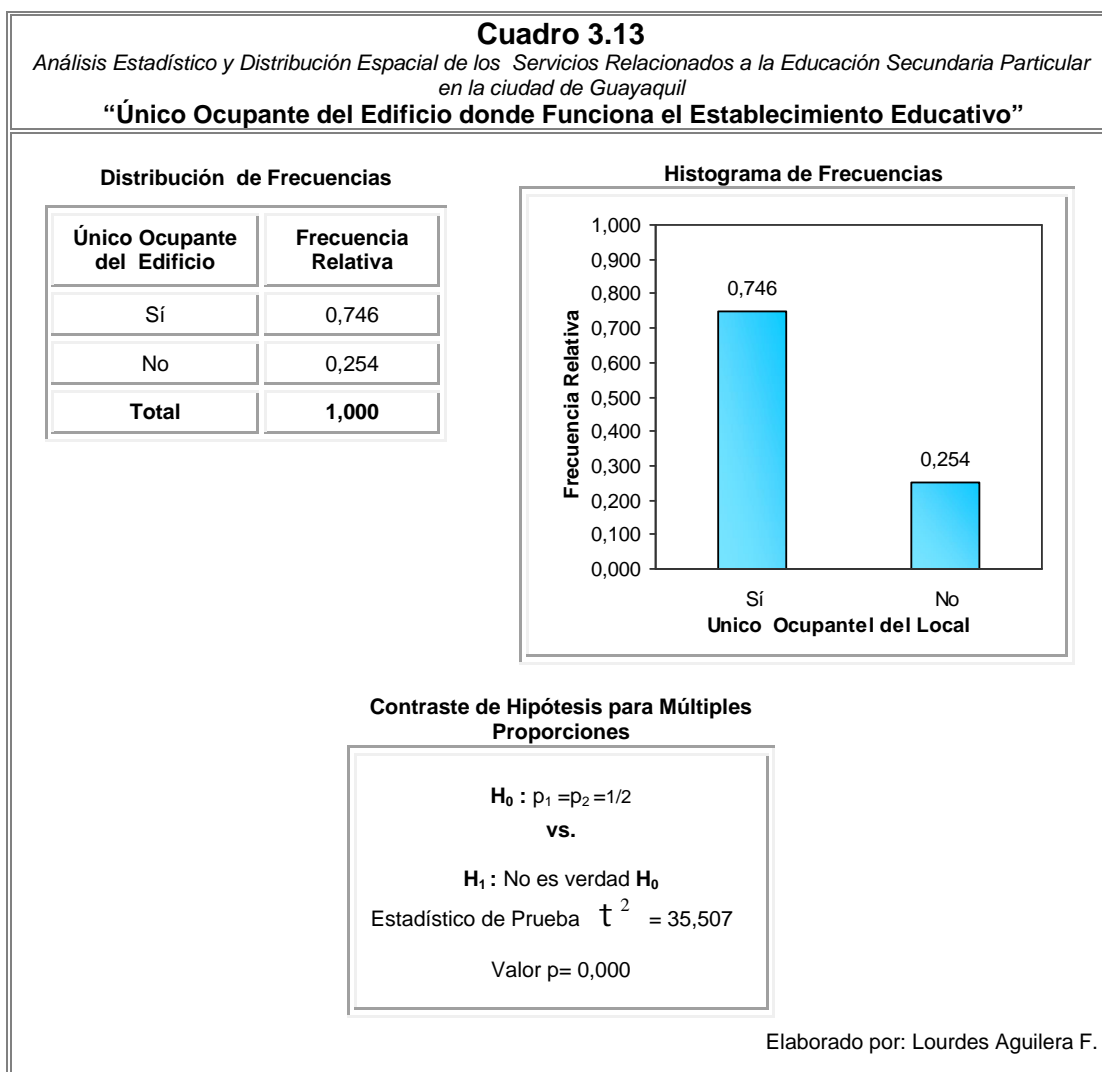 Cuadro 3.13
Análisis Estadístico y Distribución Espacial de los Servicios Relacionados a la Educación Secundaria Particular
en la ciudad de Guayaquil
“Único Ocupante del Edificio donde Funciona el Establecimiento Educativo”
Distribución de Frecuencias
Único Ocupante del Edificio
Frecuencia Relativa
Sí 0,746
No 0,254
Total 1,000
Histograma de Frecuencias
1,000
0,900
0,800
0,700
0,600
0,500
0,400
0,300
0,200
0,100
0,000
Frecuencia Relativa
0,746
0,254
Sí No
Unico Ocupantel del Local
Contraste de Hipótesis para Múltiples
Proporciones
H₀ : p₁ =p₂ =1/2
vs.
H₁ : No es verdad H₀
Estadístico de Prueba t ² = 35,507
Valor p= 0,000
Elaborado por: Lourdes Aguilera F.